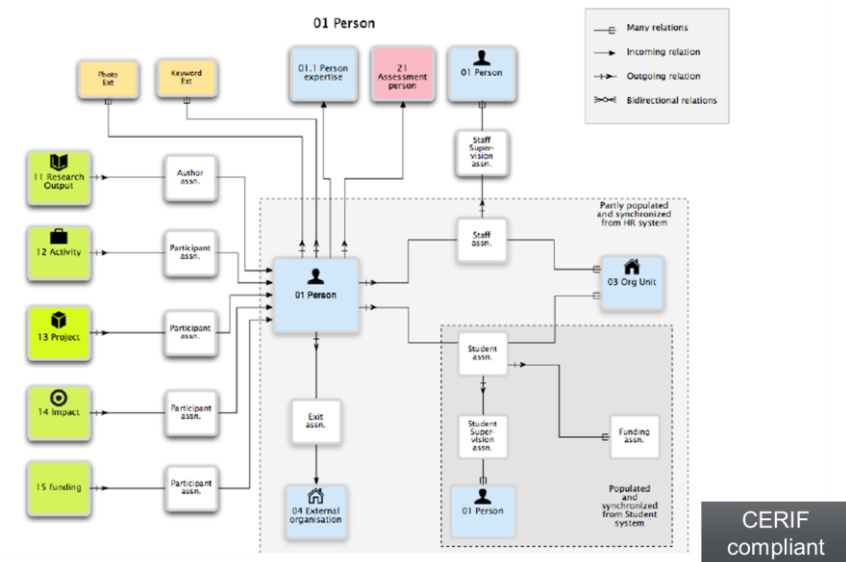 01 Person
Many relations
Incoming relation
Outgoing relation
Bidirectional relations
Photo
Ext
Keyword
Ext
01.1 Person
expertise
21
Assessment
person
01 Person
Staff
Super-
vision
assn.
11 Research
Output
Author
assn.
Partly populated
and synchronized
from HR system
Staff
assn.
12 Activity
Participant
assn.
01 Person
03 Org Unit
13 Project
Participant
assn.
Student
assn.
14 Impact
Participant
assn.
Exit
assn.
Student
Super-
vision
assn.
Funding
assn.
15 funding
Participant
assn.
04 External
organisation
01 Person
Populated
and
synchronized
from Student
system
CERIF
compliant